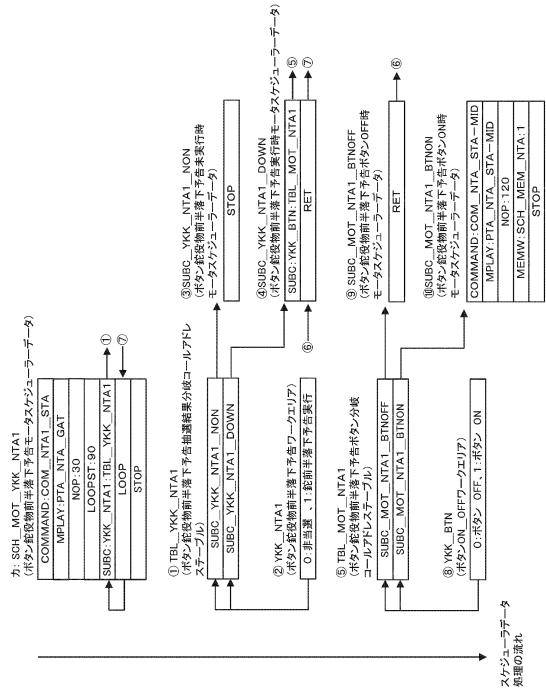 カ: SCH_MOT_YKK_NTA1
(ボタン鉈役物前半落下予告モータスケジューラーデータ)
COMMAND:COM_NTA1_STA
MPLAY:PTA_NTA_GAT
NOP:30
LOOPST:90
SUBC:YKK_NTA1:TBL_YKK_NTA1
LOOP
STOP
①
⑦
① TBL_YKK_NTA1
(ボタン鉈役物前半落下予告抽選結果分岐コールアドレ
ステーブル)
SUBC_YKK_NTA1_NON
SUBC_YKK_NTA1_DOWN
② YKK_NTA1
(ボタン鉈役物前半落下予告ワークエリア)
0:非当選 、1:鉈前半落下予告実行
③SUBC_YKK_NTA1_NON
(ボタン鉈役物前半落下予告未実行時
モータスケジューラーデータ)
STOP
④SUBC_YKK_NTA1_DOWN
(ボタン鉈役物前半落下予告実行時モータスケジューラーデータ)
SUBC:YKK_BTN:TBL_MOT_NTA1
RET
⑤
⑦
⑥
⑤ TBL_MOT_NTA1
(ボタン鉈役物前半落下予告ボタン分岐
コールアドレステーブル)
SUBC_MOT_NTA1_BTNOFF
SUBC_MOT_NTA1_BTNON
⑧ YKK_BTN
(ボタンON_OFFワークエリア)
0:ボタン OFF、1:ボタン ON
⑨ SUBC_MOT_NTA1_BTNOFF
(ボタン鉈役物前半落下予告ボタンOFF時
モータスケジューラーデータ)
RET
⑥
⑩SUBC_MOT_NTA1_BTNON
(ボタン鉈役物前半落下予告ボタンON時
モータスケジューラーデータ)
COMMAND:COM_NTA_STA-MID
MPLAY:PTA_NTA_STA-MID
NOP:120
MEMW:SCH_MEM_NTA:1
STOP
スケジューラデータ
処理の流れ